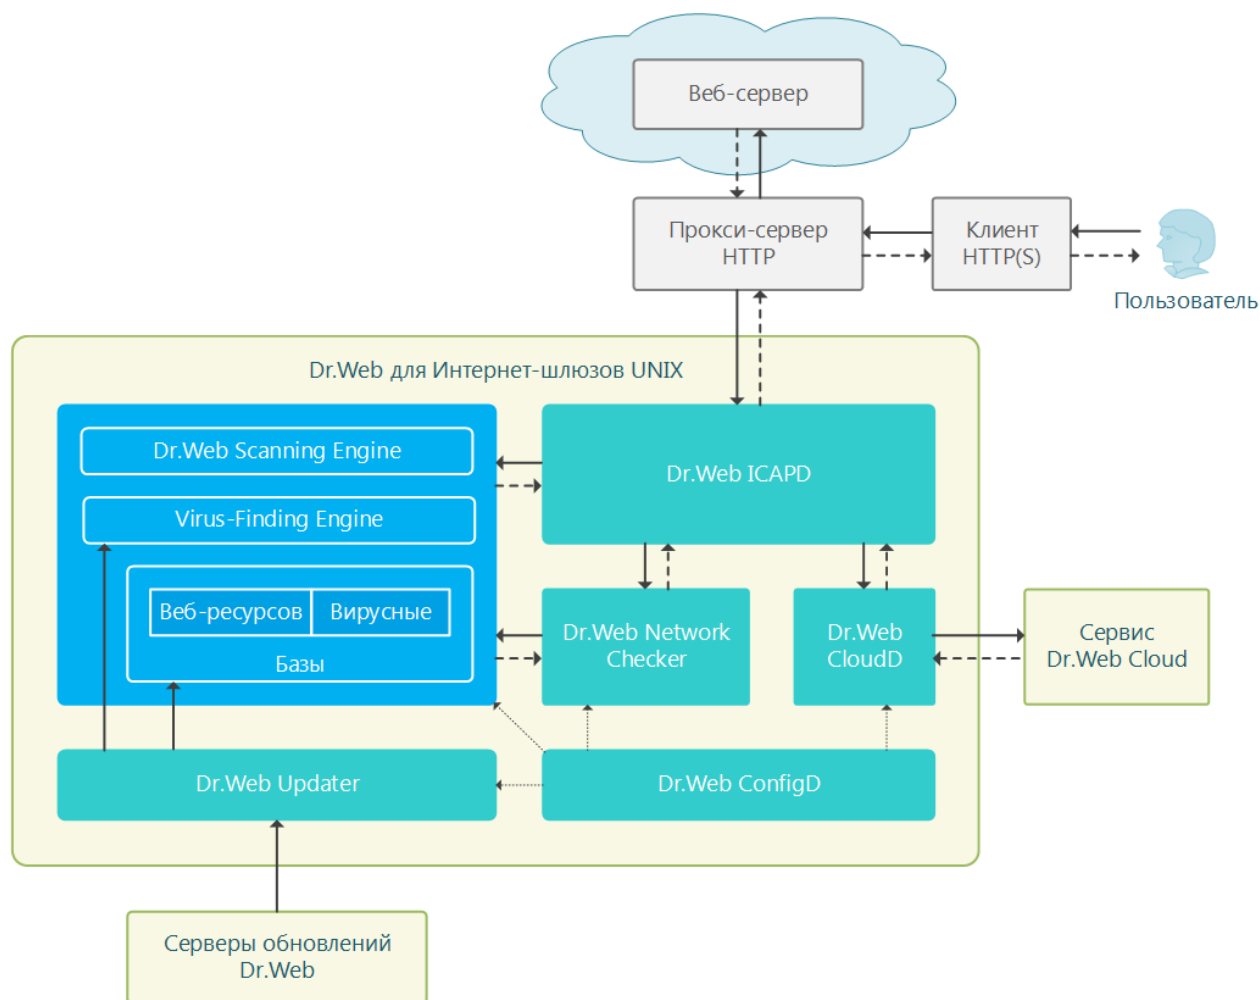 Веб-сервер
Прокси-сервер
HTTP
Клиент
HTTP(S)
Пользователь
Dr.Web для Интернет-шлюзов UNIX
Dr.Web Scanning Engine
Dr.Web ICAPD
Virus-Finding Engine
Веб-ресурсов
Вирусные
Базы
Dr.Web Network
Checker
Dr.Web
CloudD
Сервис
Dr.Web Cloud
Dr.Web Updater
Dr.Web ConfigD
Серверы обновлений
Dr.Web